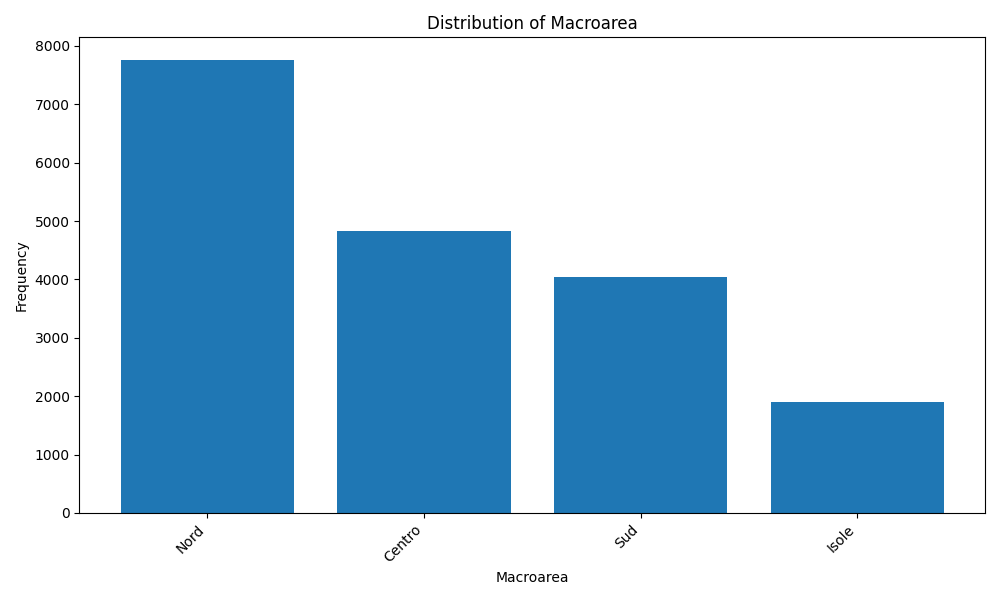 Distribution of Macroarea
8000
7000
6000
5000
4000
3000
2000
1000
0
Frequency
Nord
Centro
Sud
Isole
Macroarea